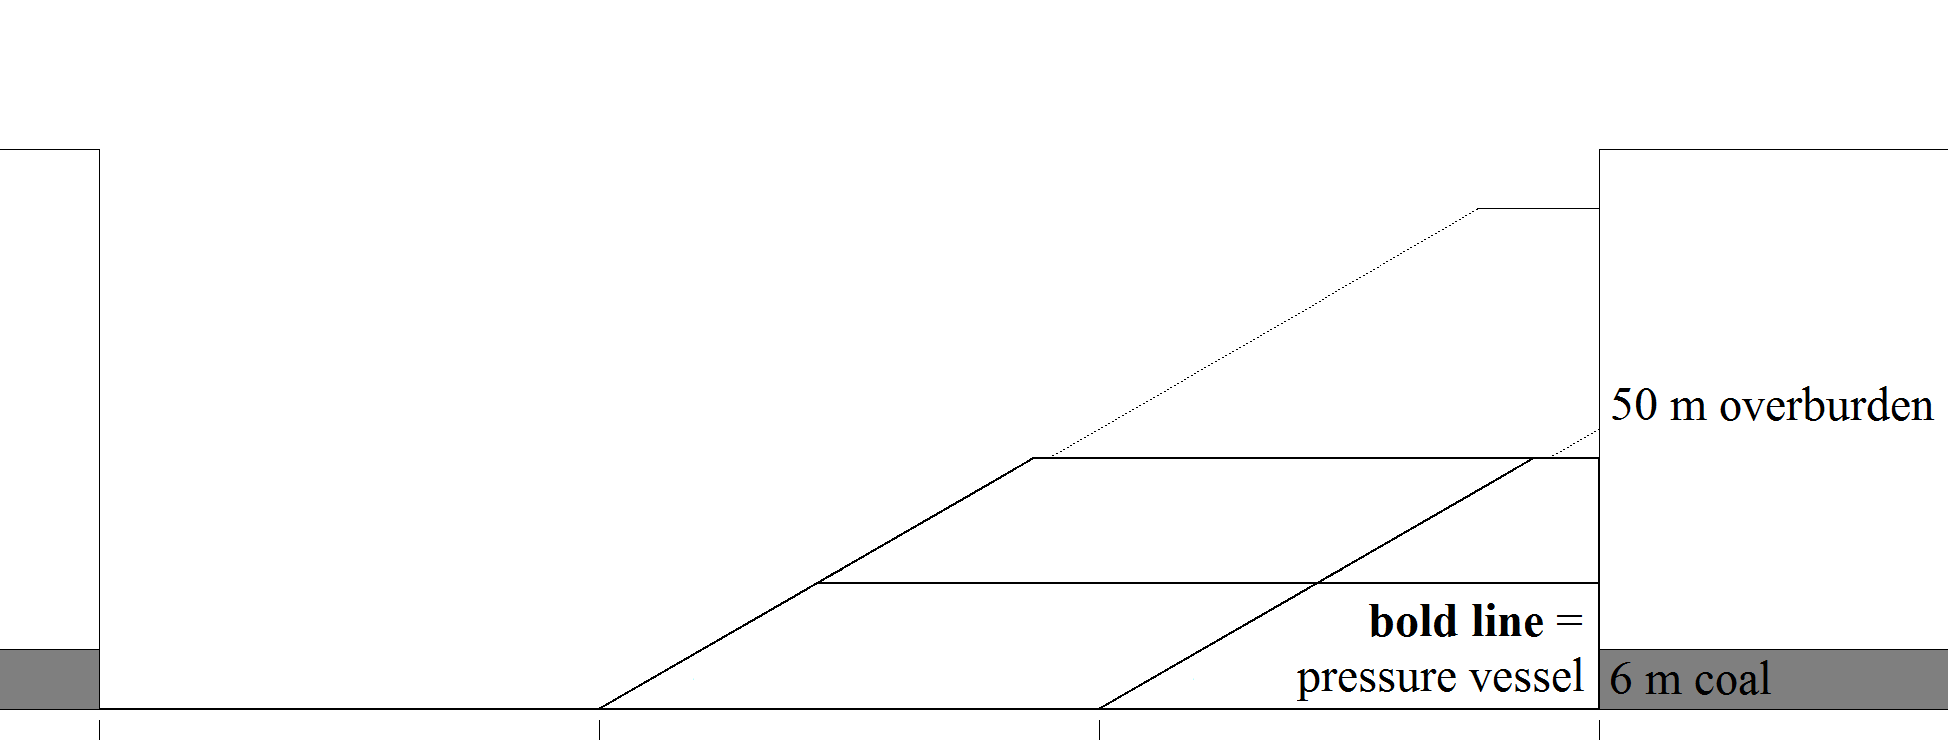 50 m overburden
bold line =
pressure vessel
6 m coal